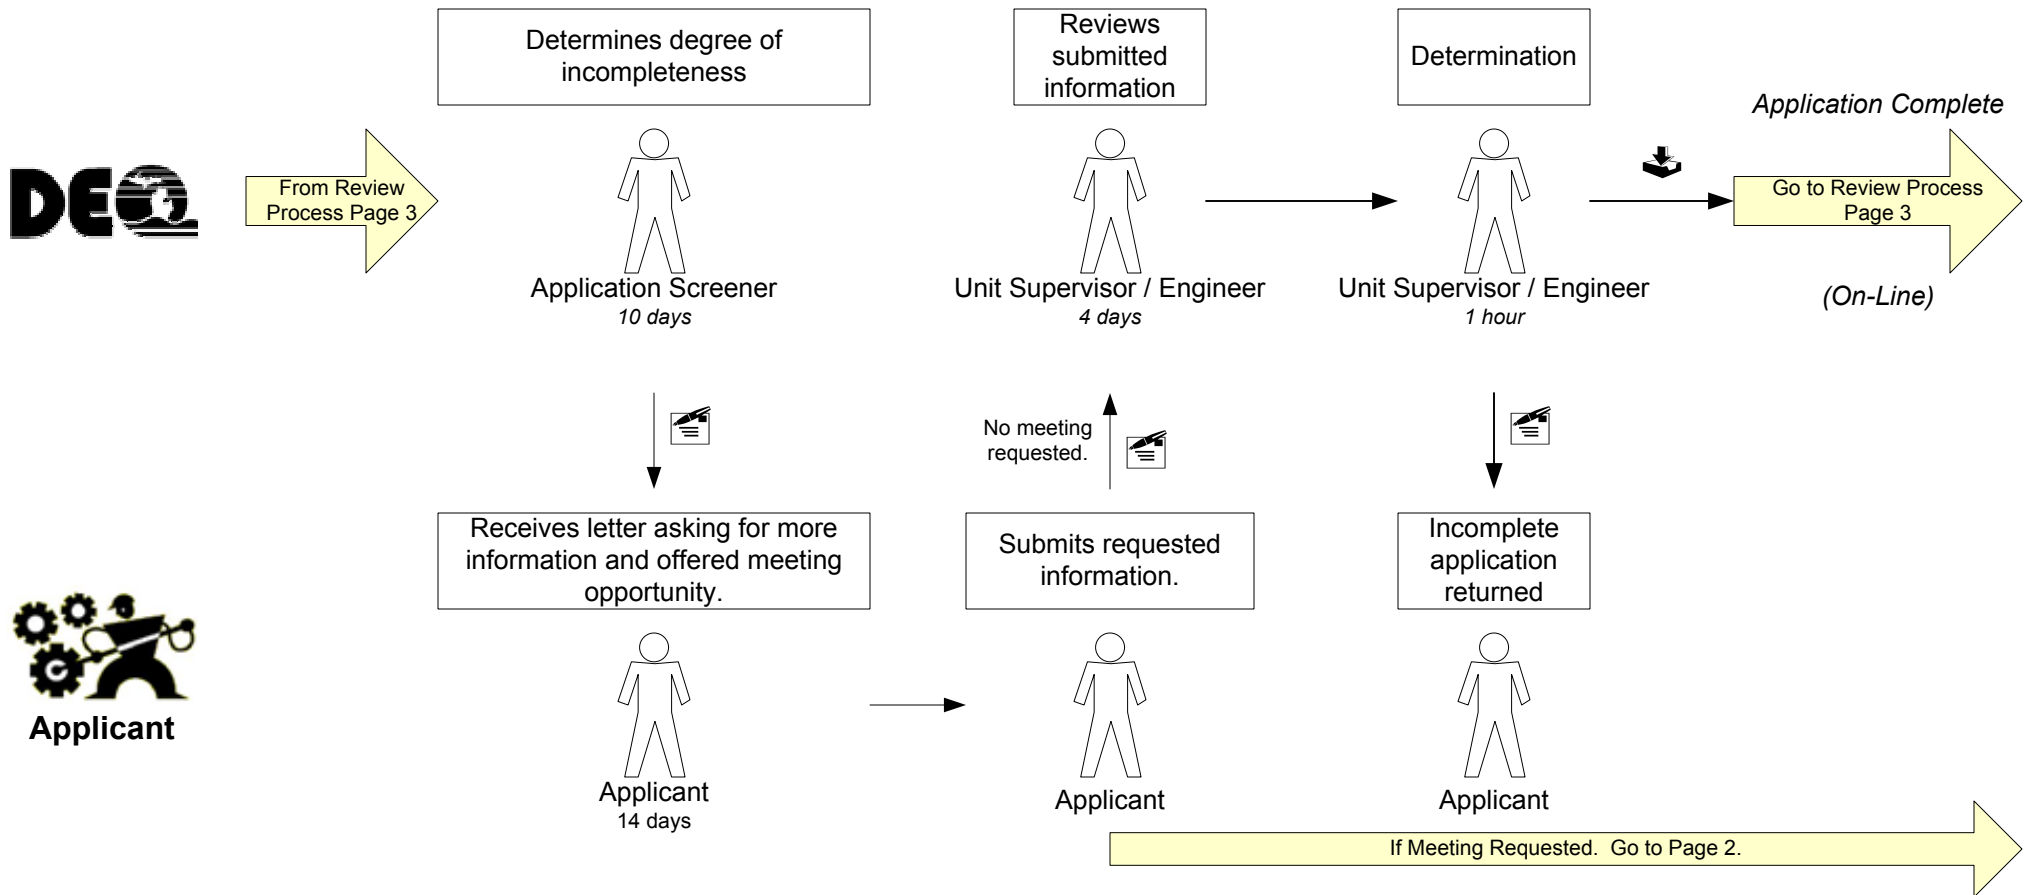 Determines degree of
incompleteness
Reviews
submitted
information
Determination
Application Complete
DEQ
From Review
Process Page 3
Go to Review Process
Page 3
Application Screener
10 days
Unit Supervisor / Engineer
4 days
Unit Supervisor / Engineer
1 hour
(On-Line)
No meeting
requested.
Receives letter asking for more
information and offered meeting
opportunity.
Submits requested
information.
Incomplete
application
returned
Applicant
Applicant
14 days
Applicant
Applicant
If Meeting Requested.  Go to Page 2.